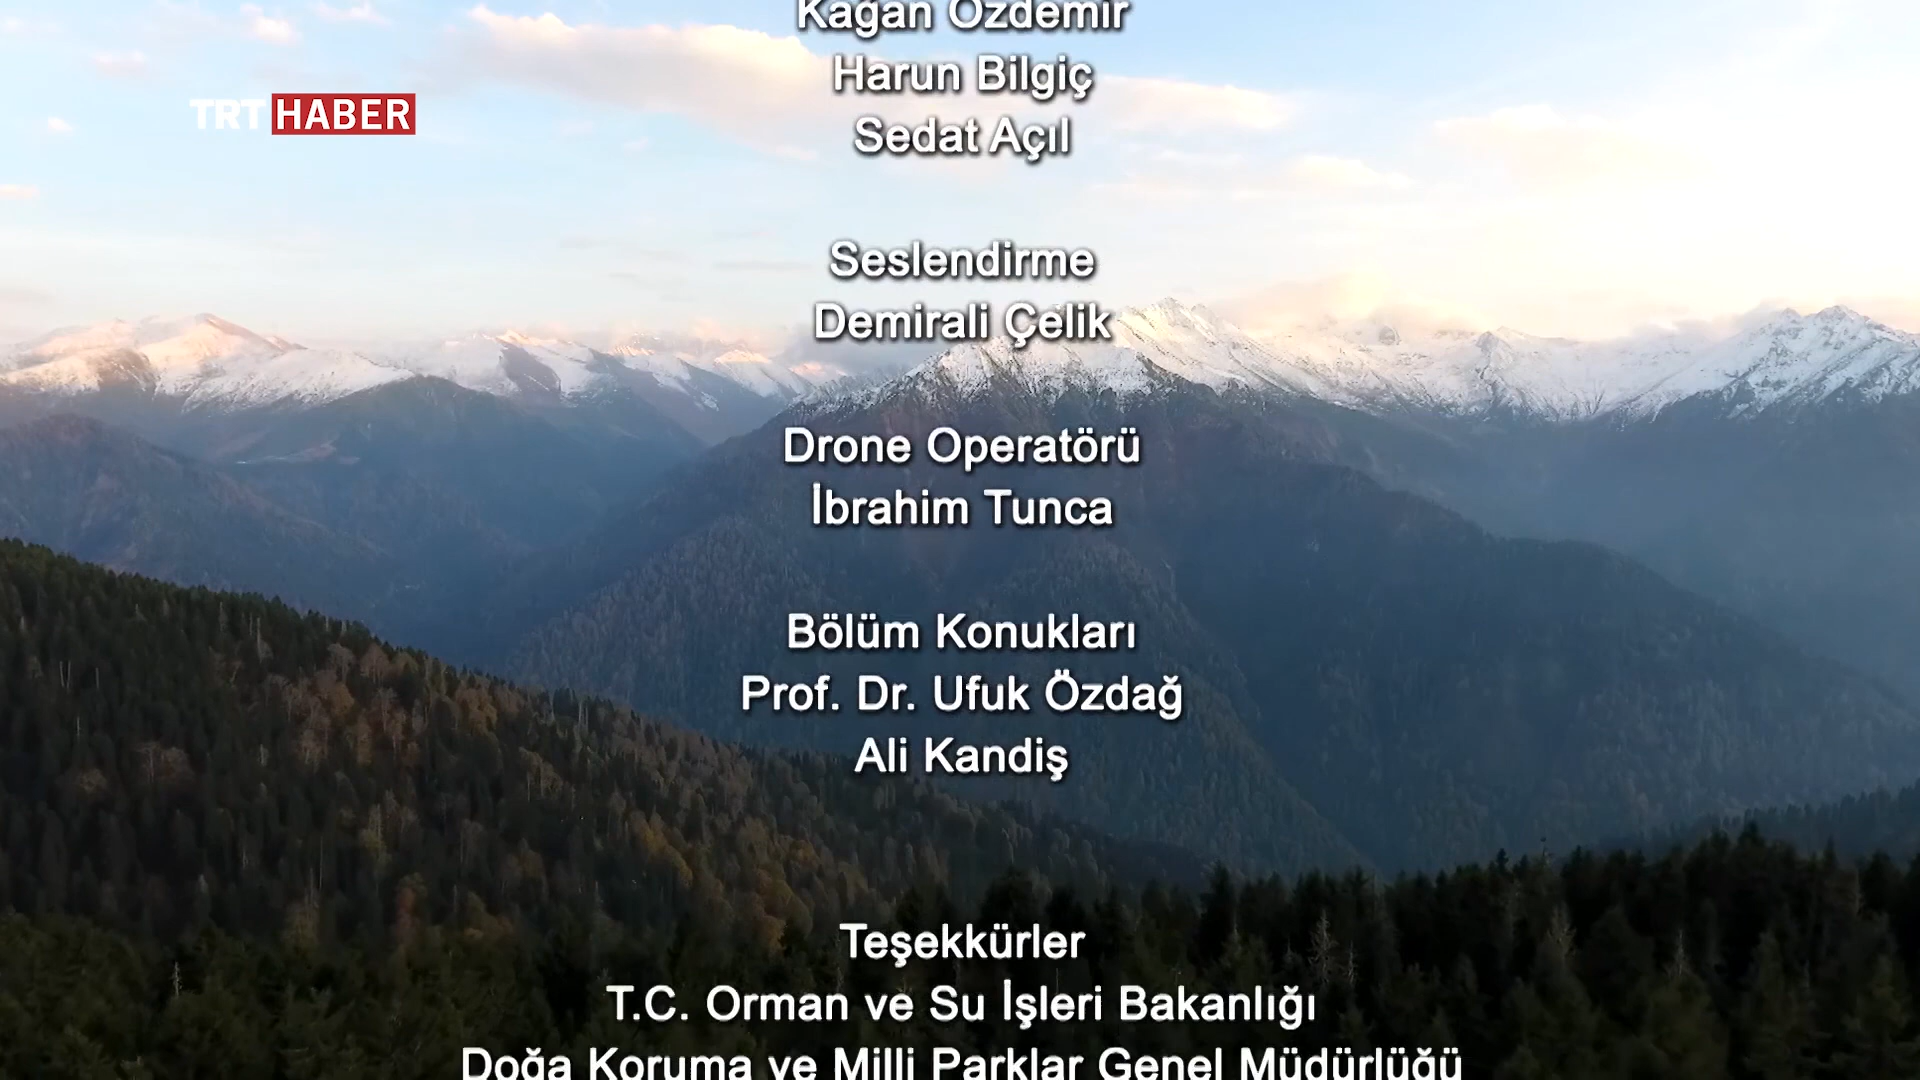 Kağan Özdemir
Harun Bilgiç
TRT HABER
Sedat Açıl
Seslendirme
Demirali Çelik
Drone Operatörü
İbrahim Tunca
Bölüm Konukları
Prof. Dr. Ufuk Özdağ
Ali Kandiş
Teşekkürler
T.C. Orman ve Su İşleri Bakanlığı
Doğa Koruma ve Milli Parklar Genel Müdürlüğü